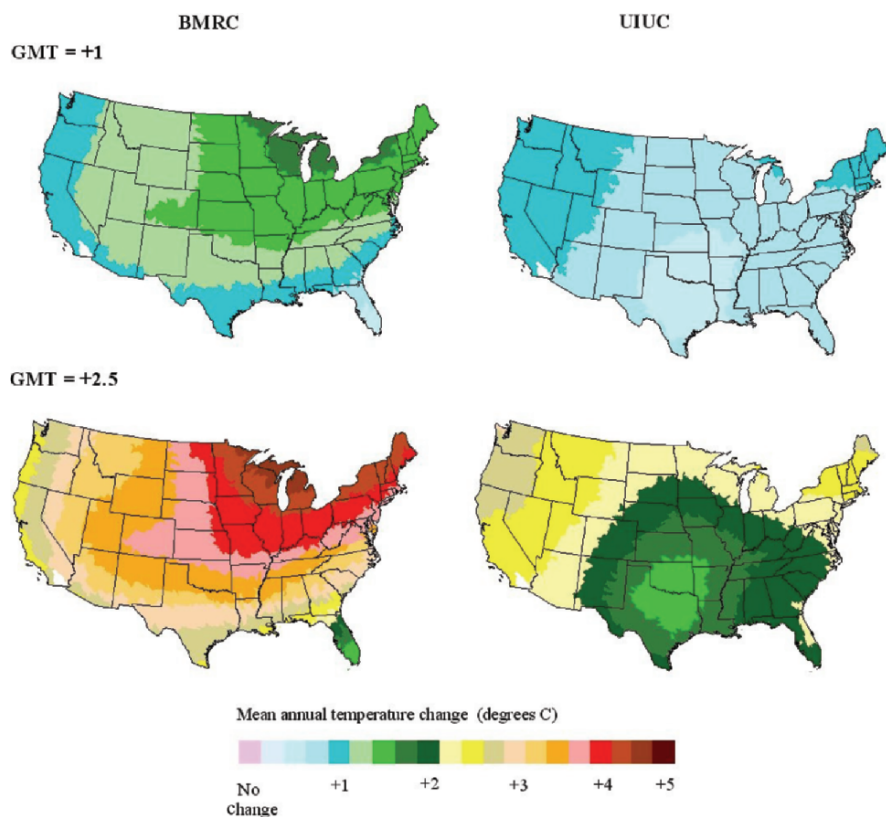 BMRC UIUC
GMT = +1
GMT = +2.5
Mean annual temperature change (degrees C)
No change +1 +2 +3 +4 +5